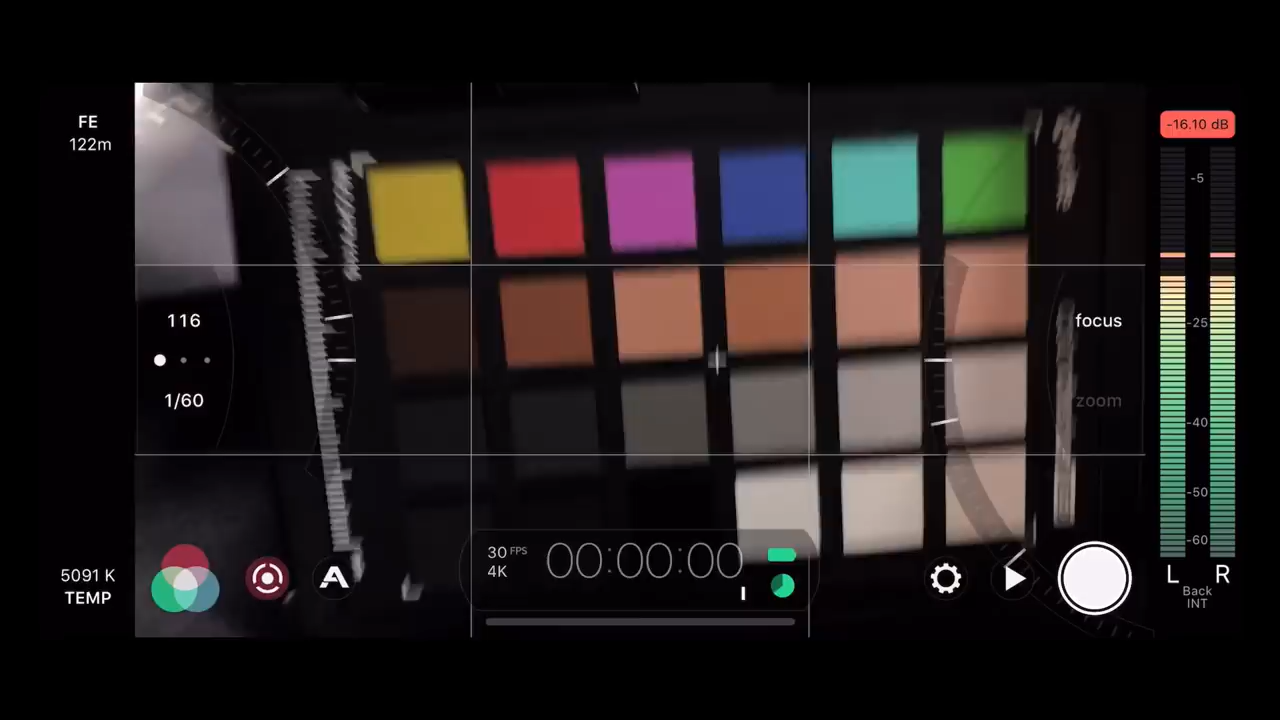 FE
122m
116
1/60
5091 K
TEMP
30 FPS
4K
00:00:00
focus
zoom
-16.10 dB
-5
-25
-40
-50
-60
L R
Back
INT